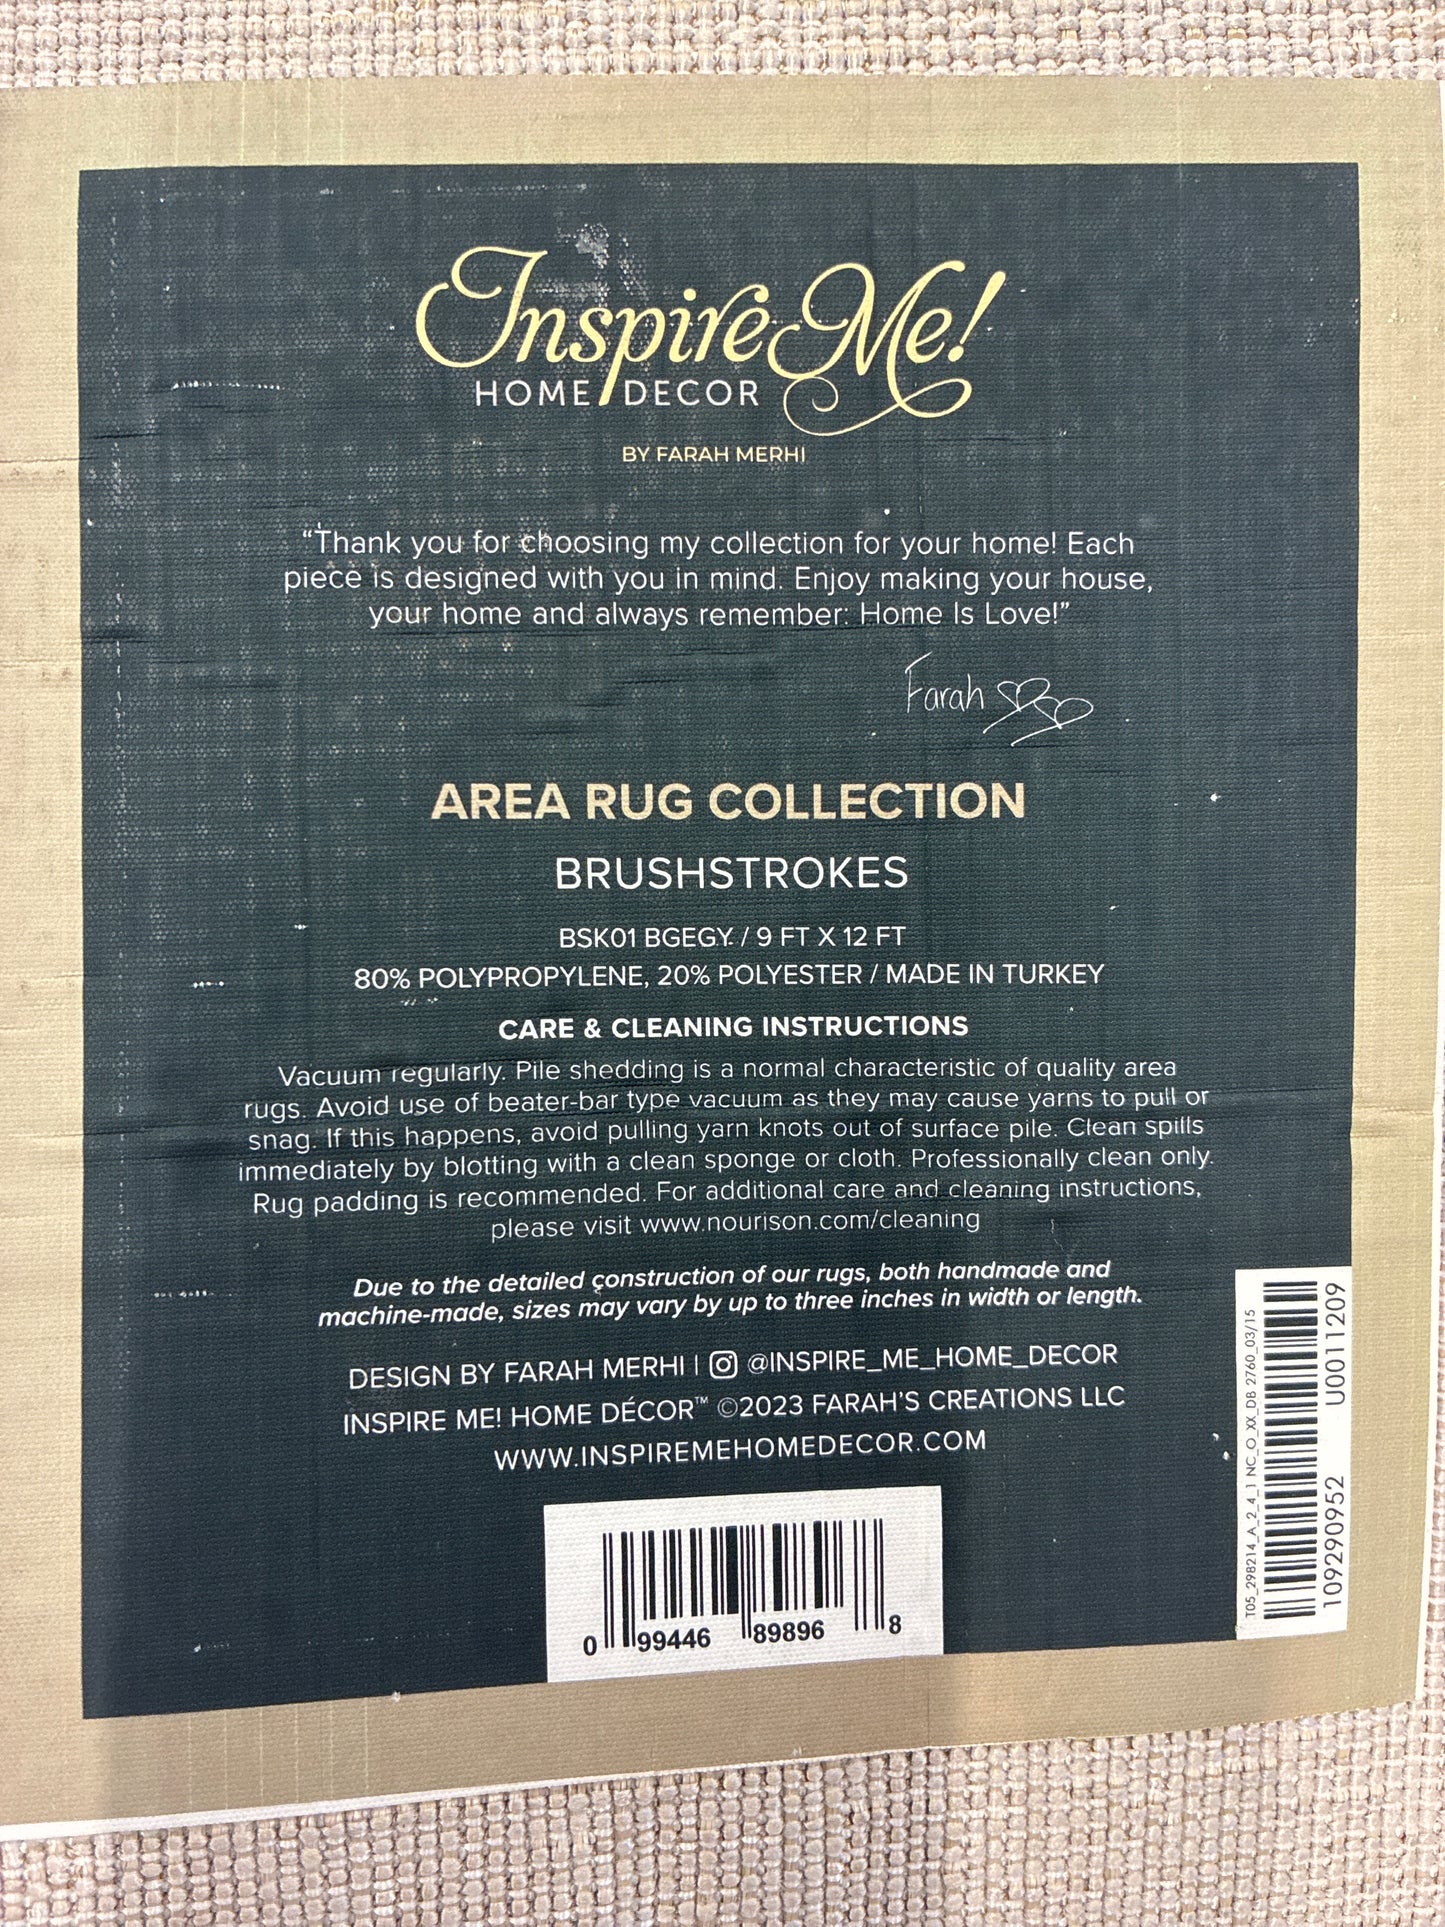 Inspire Me!
HOME DECOR
BY FARAH MERHI
“Thank you for choosing my collection for your home! Each
piece is designed with you in mind. Enjoy making your house,
your home and always remember: Home Is Love!”
Farah
AREA RUG COLLECTION
BRUSHSTROKES
BSK01 BGEGY / 9 FT X 12 FT
80% POLYPROPYLENE, 20% POLYESTER / MADE IN TURKEY
CARE & CLEANING INSTRUCTIONS
Vacuum regularly. Pile shedding is a normal characteristic of quality area
rugs. Avoid use of beater-bar type vacuum as they may cause yarns to pull or
snag. If this happens, avoid pulling yarn knots out of surface pile. Clean spills
immediately by blotting with a clean sponge or cloth. Professionally clean only.
Rug padding is recommended. For additional care and cleaning instructions,
please visit www.nourison.com/cleaning
Due to the detailed construction of our rugs, both handmade and
machine-made, sizes may vary by up to three inches in width or length.
DESIGN BY FARAH MERHI | @INSPIRE_ME_HOME_DECOR
INSPIRE ME! HOME DÉCOR™ ©2023 FARAH'S CREATIONS LLC
WWW.INSPIREMEHOMEDECOR.COM
0 99446 89896 8
T05_298214_A_2_4_1 NC_O_XX_DB 2760_03/15
109290952 U0011209